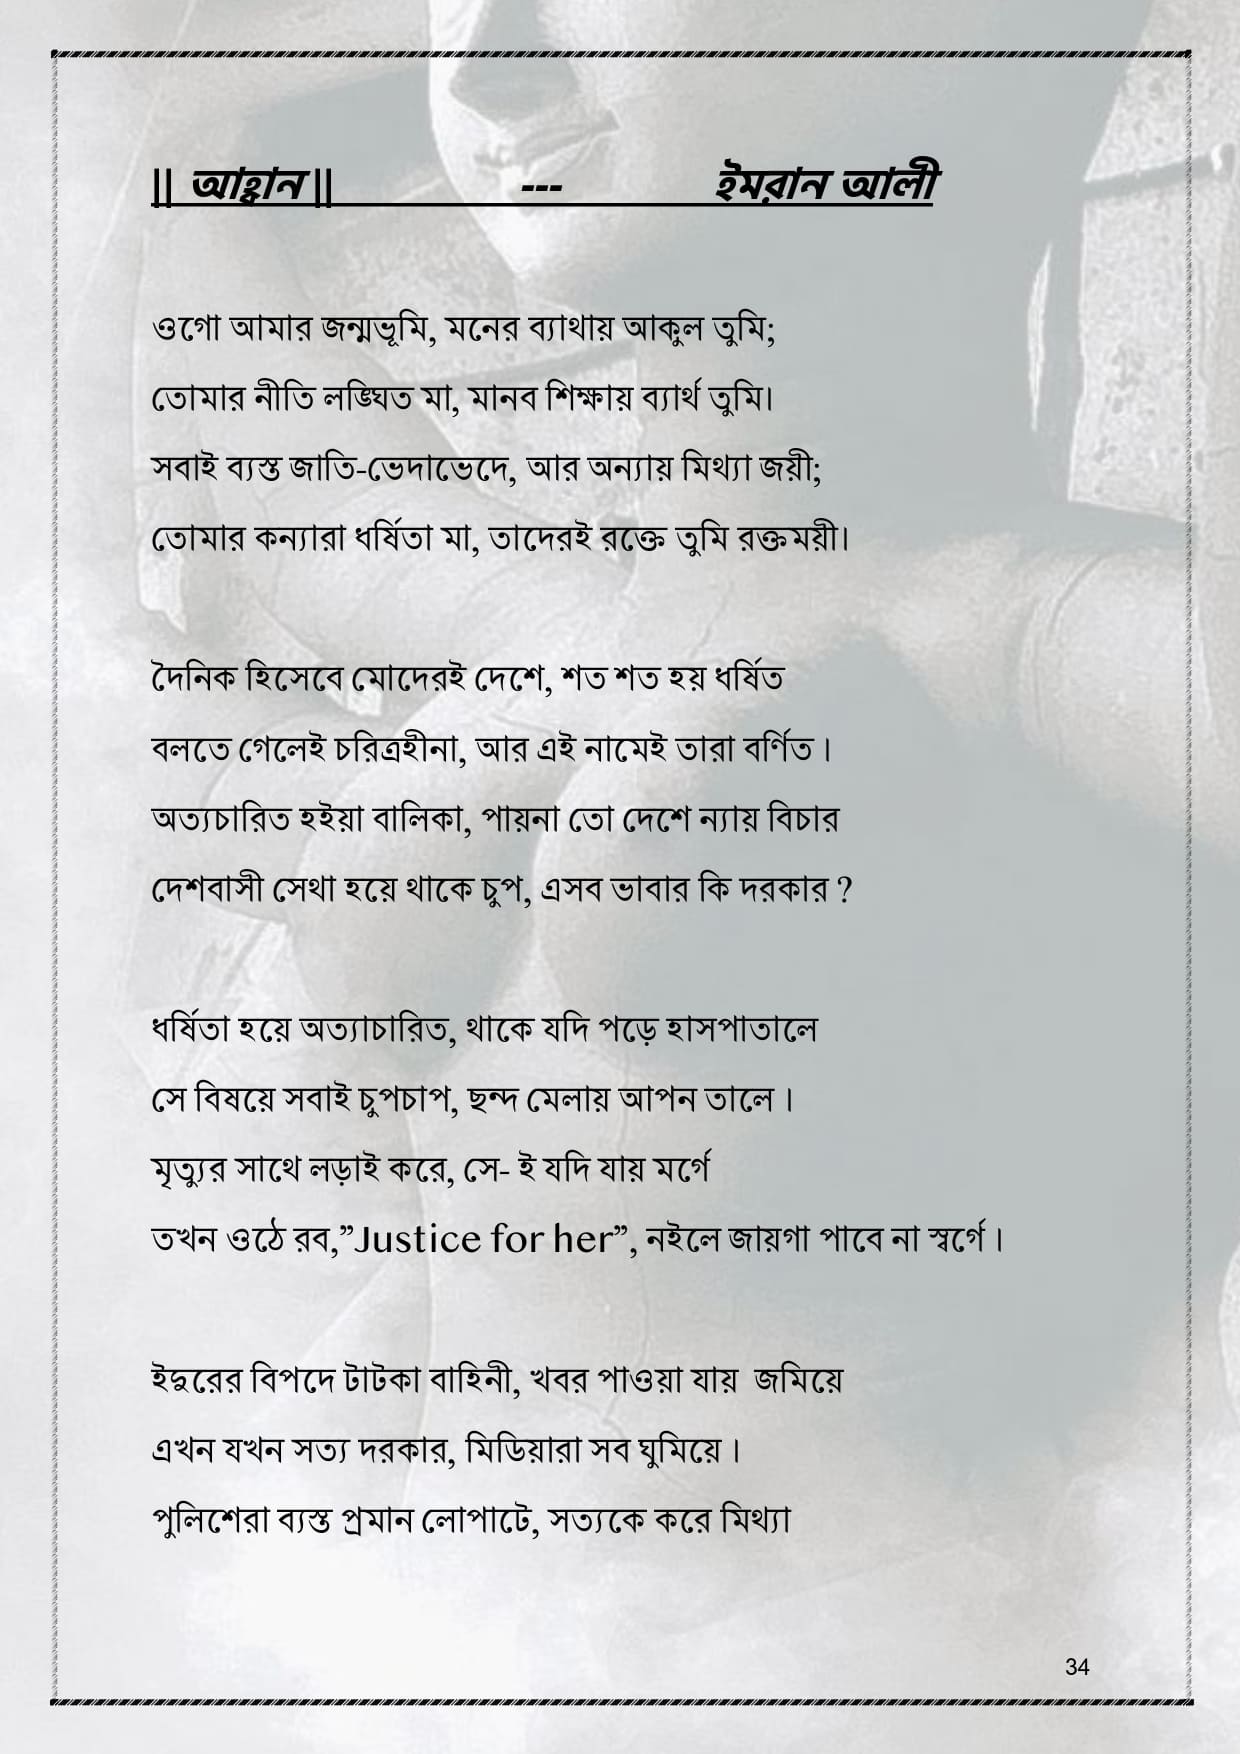 || আহ্বান || --- ইমরান আলী
ওগো আমার জন্মভূমি, মনের ব্যাথায় আকুল তুমি;
তোমার নীতি লঙ্ঘিত মা, মানব শিক্ষায় ব্যার্থ তুমি।
সবাই ব্যস্ত জাতি-ভেদাভেদে, আর অন্যায় মিথ্যা জয়ী;
তোমার কন্যারা ধর্ষিতা মা, তাদেরই রক্তে তুমি রক্তময়ী।
দৈনিক হিসেবে মোদেরই দেশে, শত শত হয় ধর্ষিত
বলতে গেলেই চরিত্রহীনা, আর এই নামেই তারা বর্ণিত ।
অত্যচারিত হইয়া বালিকা, পায়না তো দেশে ন্যায় বিচার
দেশবাসী সেথা হয়ে থাকে চুপ, এসব ভাবার কি দরকার ?
ধর্ষিতা হয়ে অত্যাচারিত, থাকে যদি পড়ে হাসপাতালে
সে বিষয়ে সবাই চুপচাপ, ছন্দ মেলায় আপন তালে ।
মৃত্যুর সাথে লড়াই করে, সে- ই যদি যায় মর্গে
তখন ওঠে রব,”Justice for her”, নইলে জায়গা পাবে না স্বর্গে ।
ইদুরের বিপদে টাটকা বাহিনী, খবর পাওয়া যায়  জমিয়ে
এখন যখন সত্য দরকার, মিডিয়ারা সব ঘুমিয়ে ।
পুলিশেরা ব্যস্ত প্রমান লোপাটে, সত্যকে করে মিথ্যা
34